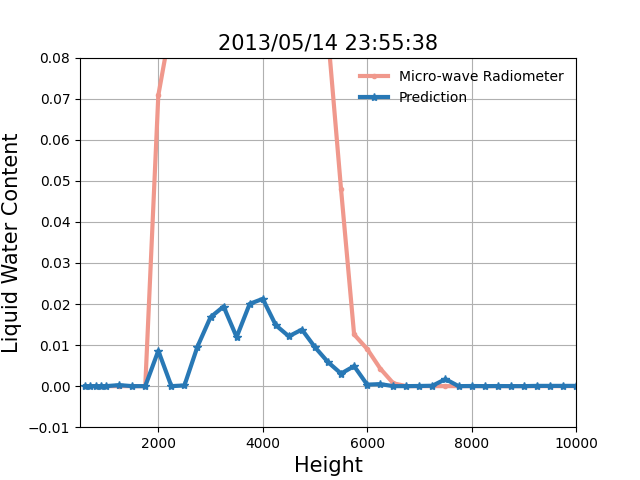 2013/05/14 23:55:38
Micro-wave Radiometer
Prediction
Liquid Water Content
0.08
0.07
0.06
0.05
0.04
0.03
0.02
0.01
0.00
−0.01
2000 4000 6000 8000 10000
Height